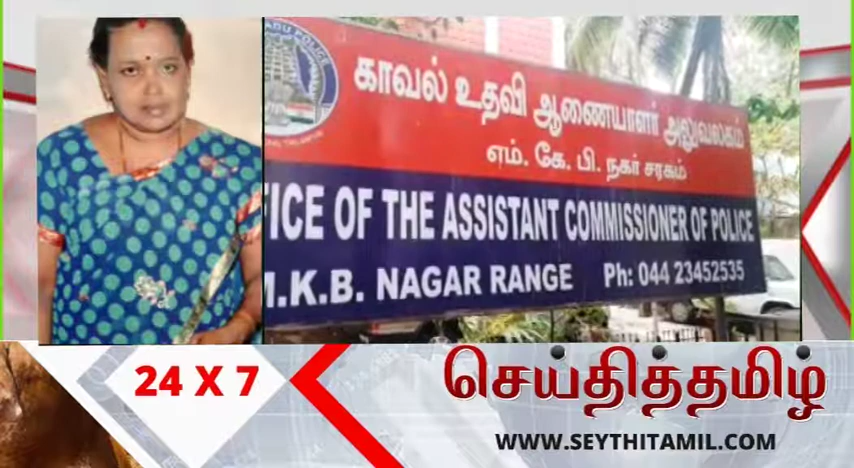 காவல் உதவி ஆணையாளர் அலுவலகம்
எம். கே. பி. நகர் சரகம்
FICE OF THE ASSISTANT COMMISSIONER OF POLICE
M.K.B. NAGAR RANGE Ph: 044 23452535
24 X 7
செய்தித்தமிழ்
WWW.SEYTHITAMIL.COM